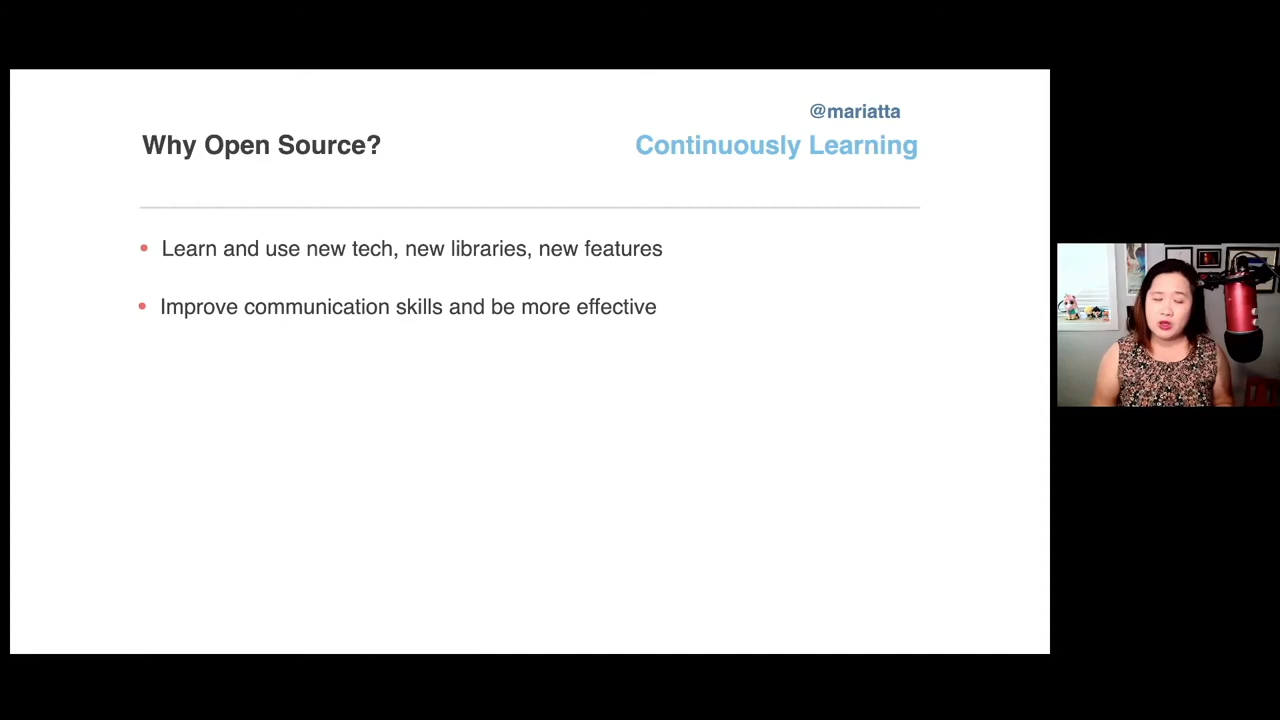 @mariatta
Why Open Source?
Continuously Learning
Learn and use new tech, new libraries, new features
Improve communication skills and be more effective